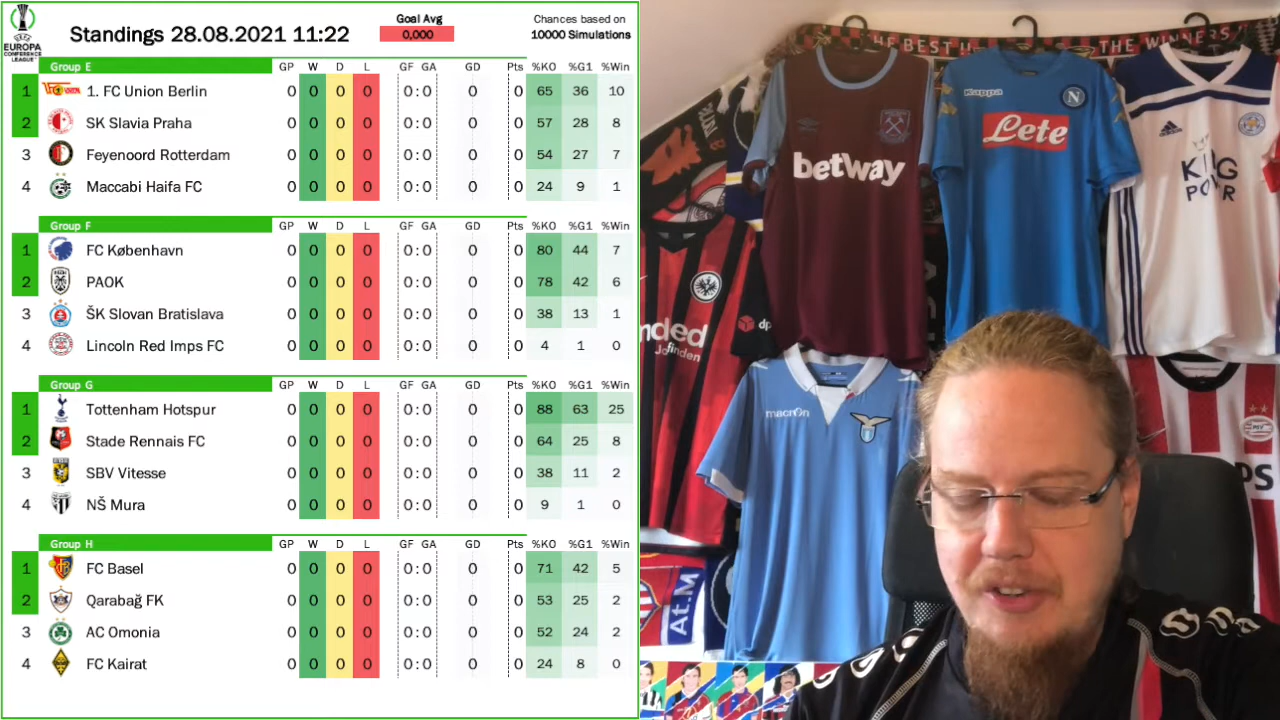 Standings 28.08.2021 11:22
Goal Avg
0,000
Chances based on
10000 Simulations
EUROPA
CONFERENCE
LEAGUE
Group E GP W D L GF GA GD Pts %KO %G1 %Win
1 1. FC Union Berlin 0 0 0 0 0:0 0 0 65 36 10
2 SK Slavia Praha 0 0 0 0 0:0 0 0 57 28 8
3 Feyenoord Rotterdam 0 0 0 0 0:0 0 0 54 27 7
4 Maccabi Haifa FC 0 0 0 0 0:0 0 0 24 9 1
Group F GP W D L GF GA GD Pts %KO %G1 %Win
1 FC København 0 0 0 0 0:0 0 0 80 44 7
2 PAOK 0 0 0 0 0:0 0 0 78 42 6
3 ŠK Slovan Bratislava 0 0 0 0 0:0 0 0 38 13 1
4 Lincoln Red Imps FC 0 0 0 0 0:0 0 0 4 1 0
Group G GP W D L GF GA GD Pts %KO %G1 %Win
1 Tottenham Hotspur 0 0 0 0 0:0 0 0 88 63 25
2 Stade Rennais FC 0 0 0 0 0:0 0 0 64 25 8
3 SBV Vitesse 0 0 0 0 0:0 0 0 38 11 2
4 NŠ Mura 0 0 0 0 0:0 0 0 9 1 0
Group H GP W D L GF GA GD Pts %KO %G1 %Win
1 FC Basel 0 0 0 0 0:0 0 0 71 42 5
2 Qarabağ FK 0 0 0 0 0:0 0 0 53 25 2
3 AC Omonia 0 0 0 0 0:0 0 0 52 24 2
4 FC Kairat 0 0 0 0 0:0 0 0 24 8 0
THE BEST
THE WINNERS
betway
Kappa
N
Lete
adidas
KING
POWER
macron
dp
PSV
PS
At.M